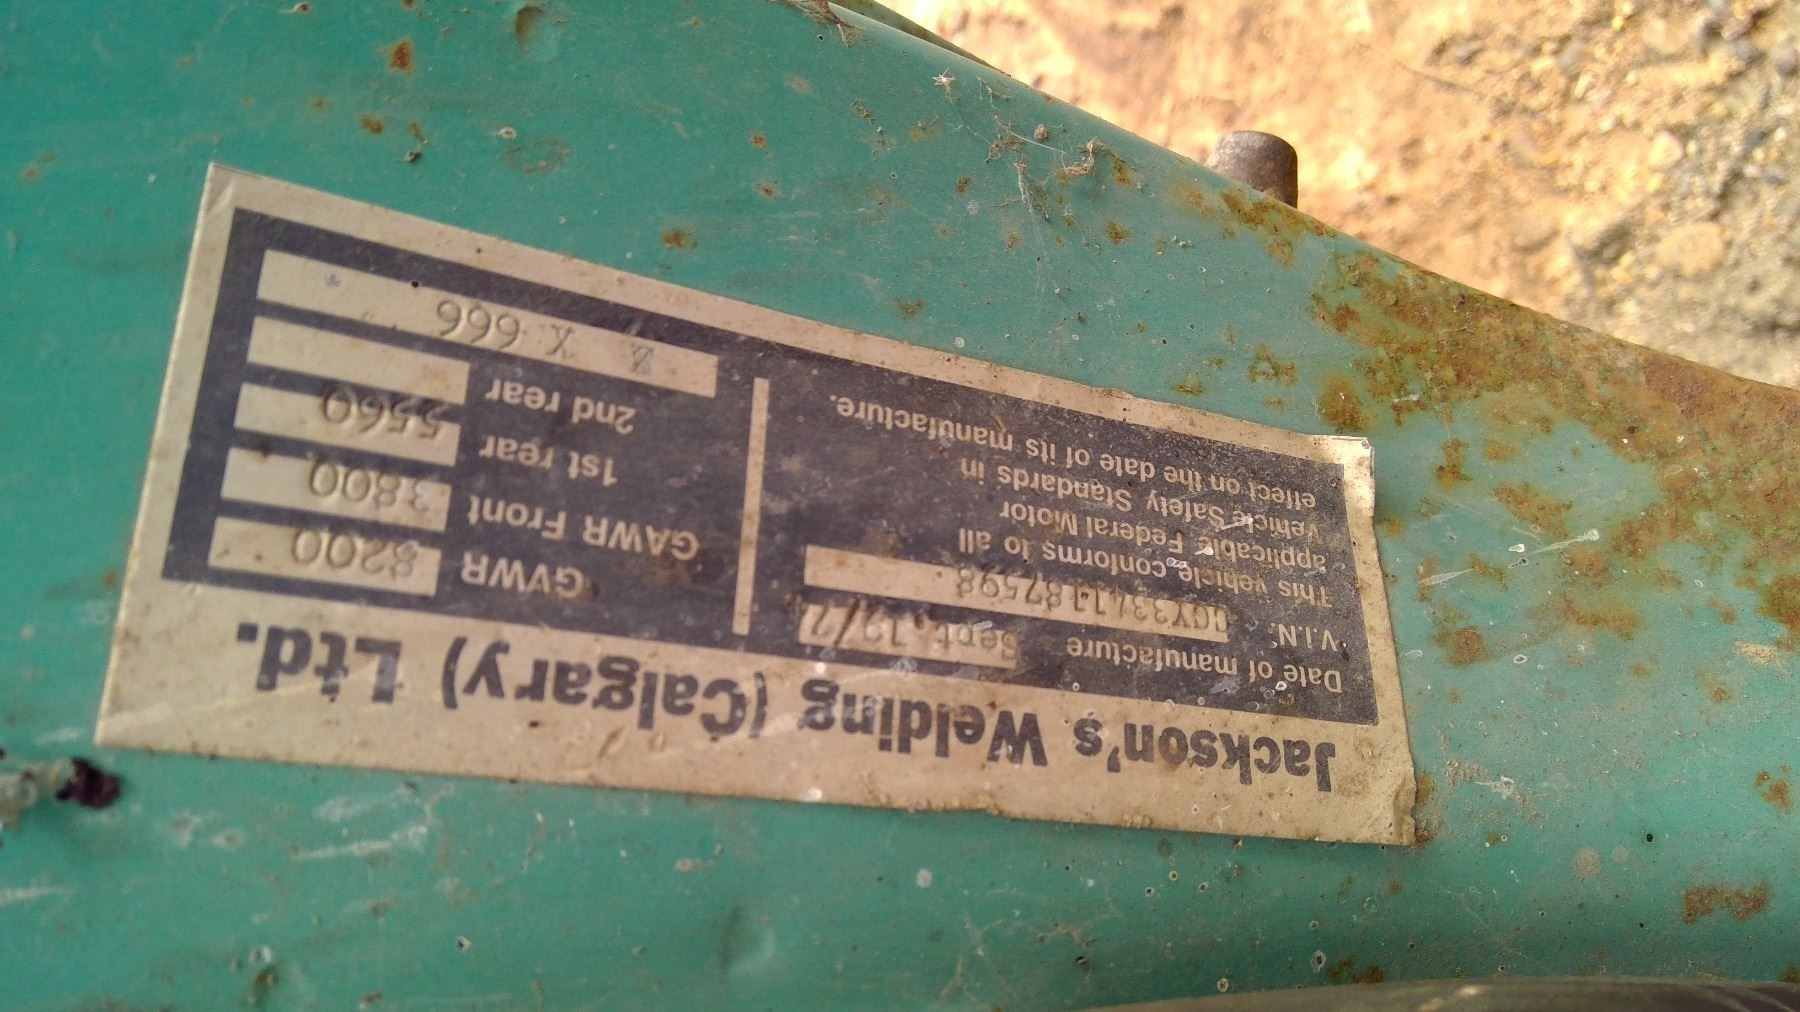 Jackson's Welding (Calgary) Ltd.
Date of manufacture Sept. 1974
V.I.N. CGY3341187598
This vehicle conforms to all
applicable Federal Motor
vehicle Safety Standards in
effect on the date of its manufacture.
GVWR 8200
GAWR Front 3800
1st rear 5560
2nd rear
X 666